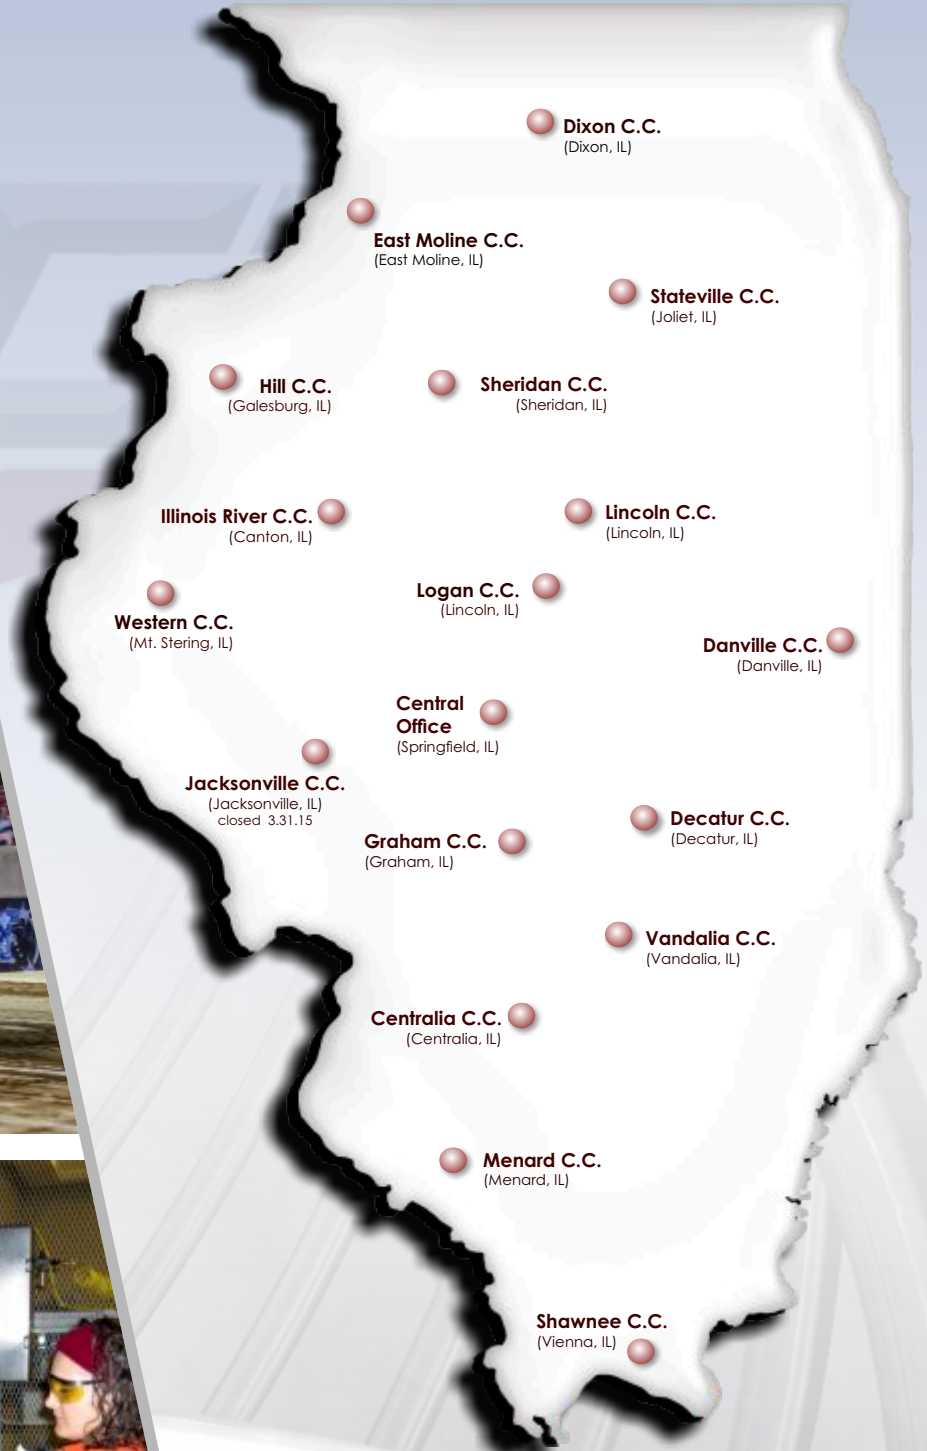 Dixon C.C.
(Dixon, IL)
East Moline C.C.
(East Moline, IL)
Stateville C.C.
(Joliet, IL)
Hill C.C.
(Galesburg, IL)
Sheridan C.C.
(Sheridan, IL)
Illinois River C.C.
(Canton, IL)
Lincoln C.C.
(Lincoln, IL)
Logan C.C.
(Lincoln, IL)
Western C.C.
(Mt. Stering, IL)
Danville C.C.
(Danville, IL)
Central
Office
(Springfield, IL)
Jacksonville C.C.
(Jacksonville, IL)
closed 3.31.15
Decatur C.C.
(Decatur, IL)
Graham C.C.
(Graham, IL)
Vandalia C.C.
(Vandalia, IL)
Centralia C.C.
(Centralia, IL)
Menard C.C.
(Menard, IL)
Shawnee C.C.
(Vienna, IL)